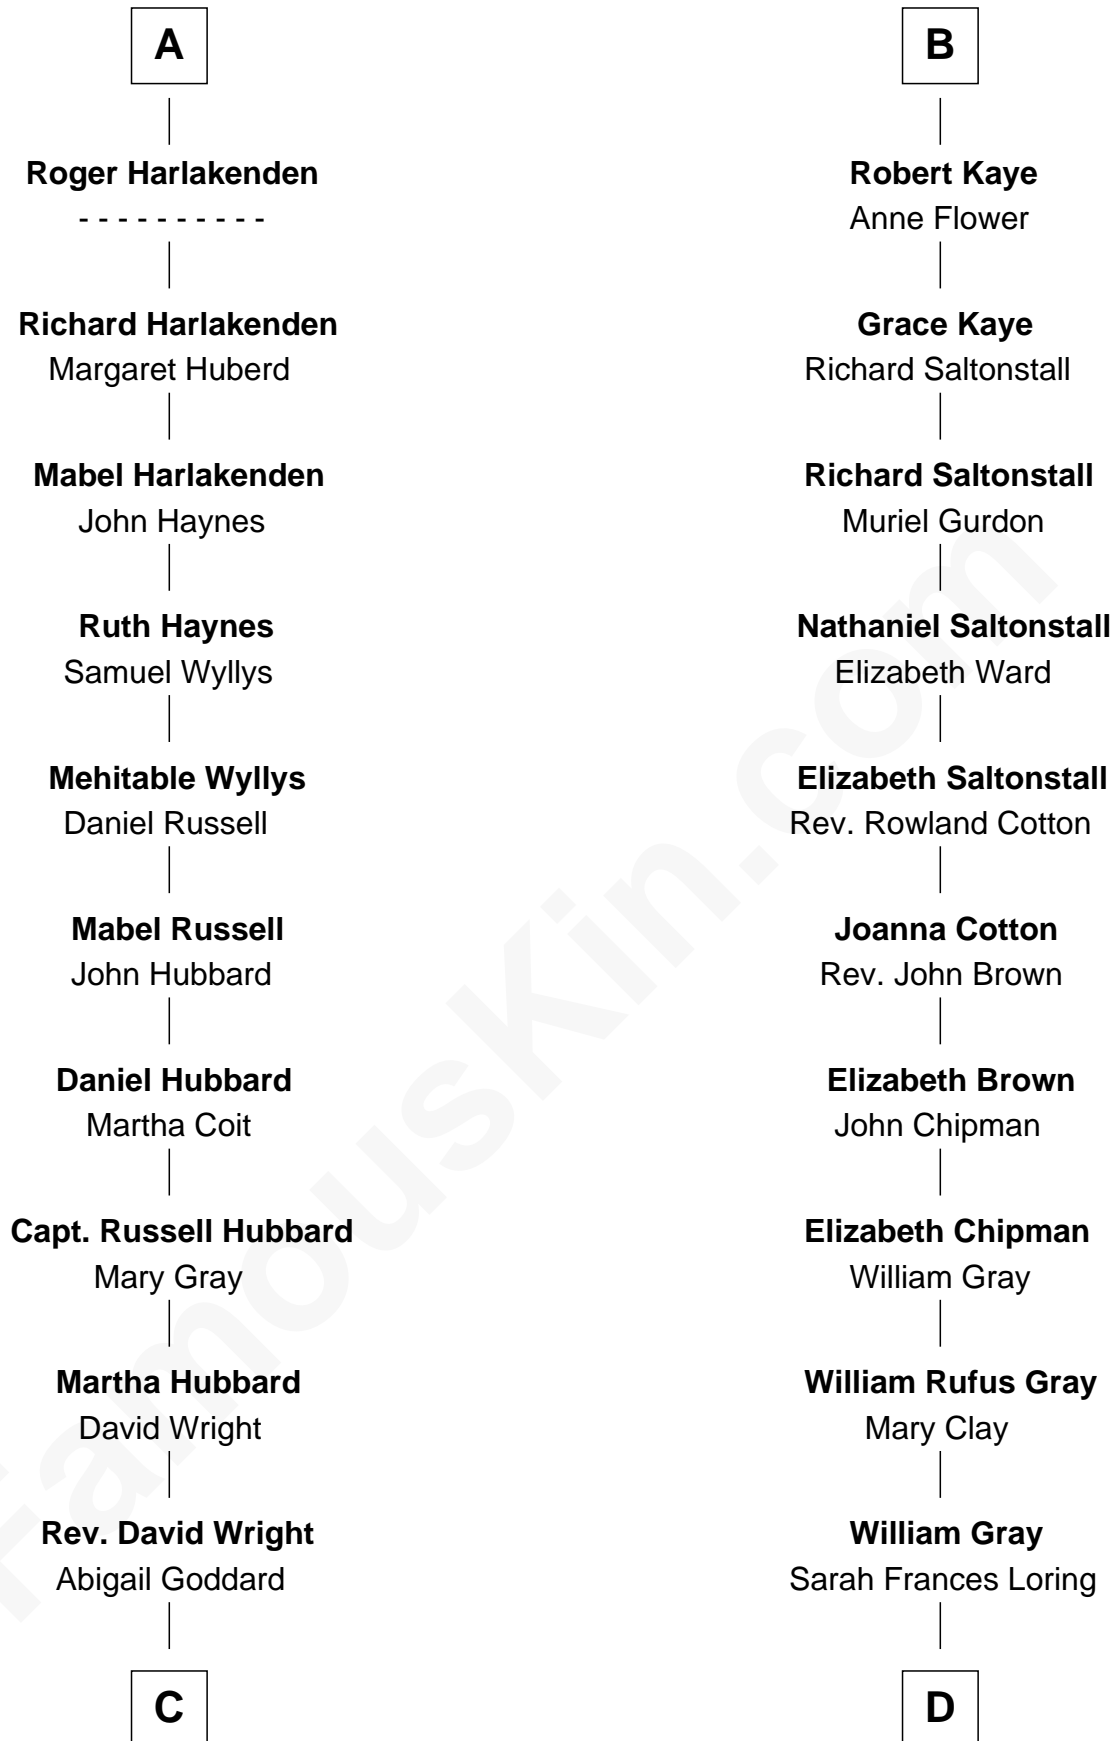 A
Roger Harlakenden
- - - - - - - - - -
Richard Harlakenden
Margaret Huberd
Mabel Harlakenden
John Haynes
Ruth Haynes
Samuel Wyllys
Mehitable Wyllys
Daniel Russell
Mabel Russell
John Hubbard
Daniel Hubbard
Martha Coit
Capt. Russell Hubbard
Mary Gray
Martha Hubbard
David Wright
Rev. David Wright
Abigail Goddard
C
B
Robert Kaye
Anne Flower
Grace Kaye
Richard Saltonstall
Richard Saltonstall
Muriel Gurdon
Nathaniel Saltonstall
Elizabeth Ward
Elizabeth Saltonstall
Rev. Rowland Cotton
Joanna Cotton
Rev. John Brown
Elizabeth Brown
John Chipman
Elizabeth Chipman
William Gray
William Rufus Gray
Mary Clay
William Gray
Sarah Frances Loring
D
FamousKin.com